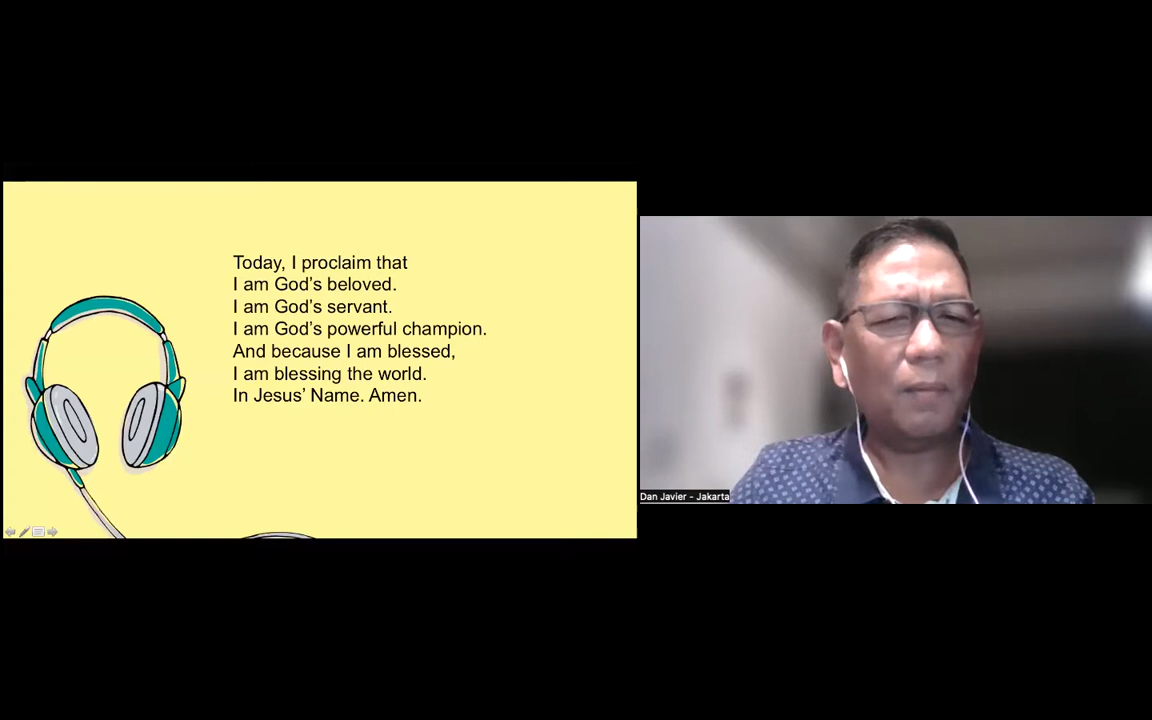 Today, I proclaim that
I am God’s beloved.
I am God’s servant.
I am God’s powerful champion.
And because I am blessed,
I am blessing the world.
In Jesus’ Name. Amen.
Dan Javier - Jakarta